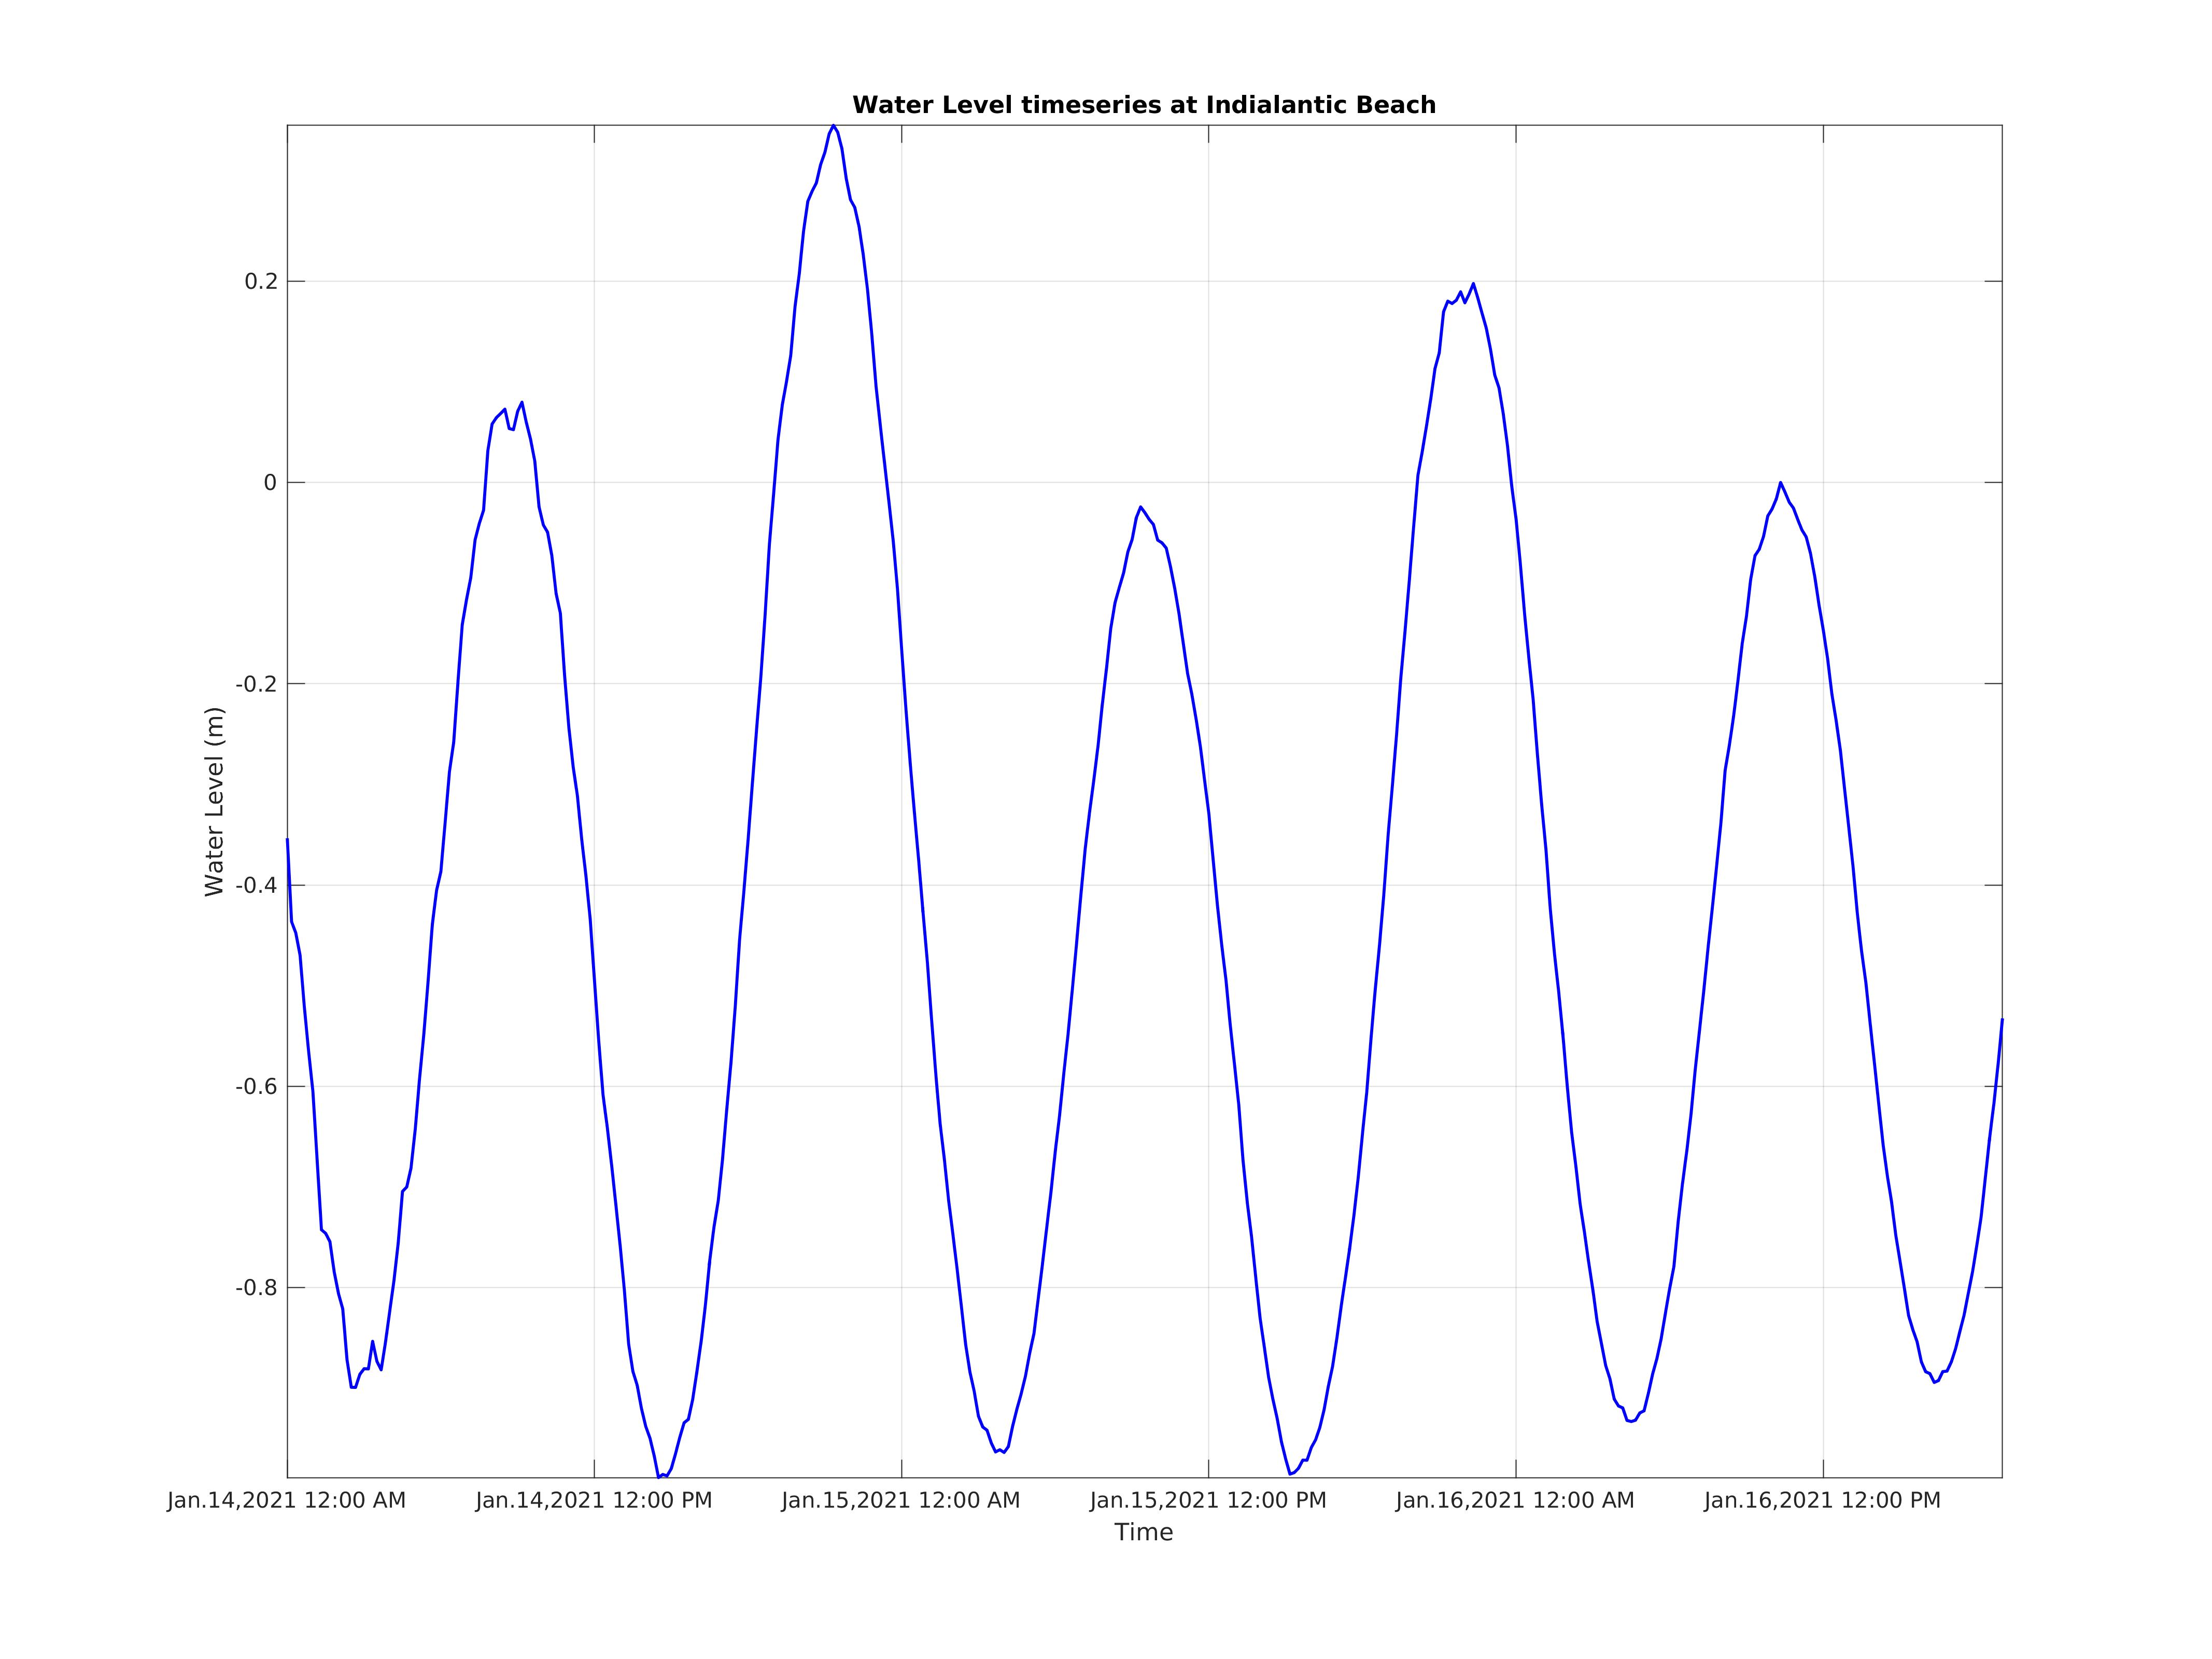 Water Level timeseries at Indialantic Beach
0.2
0
-0.2
-0.4
-0.6
-0.8
Water Level (m)
Jan.14,2021 12:00 AM
Jan.14,2021 12:00 PM
Jan.15,2021 12:00 AM
Jan.15,2021 12:00 PM
Jan.16,2021 12:00 AM
Jan.16,2021 12:00 PM
Time